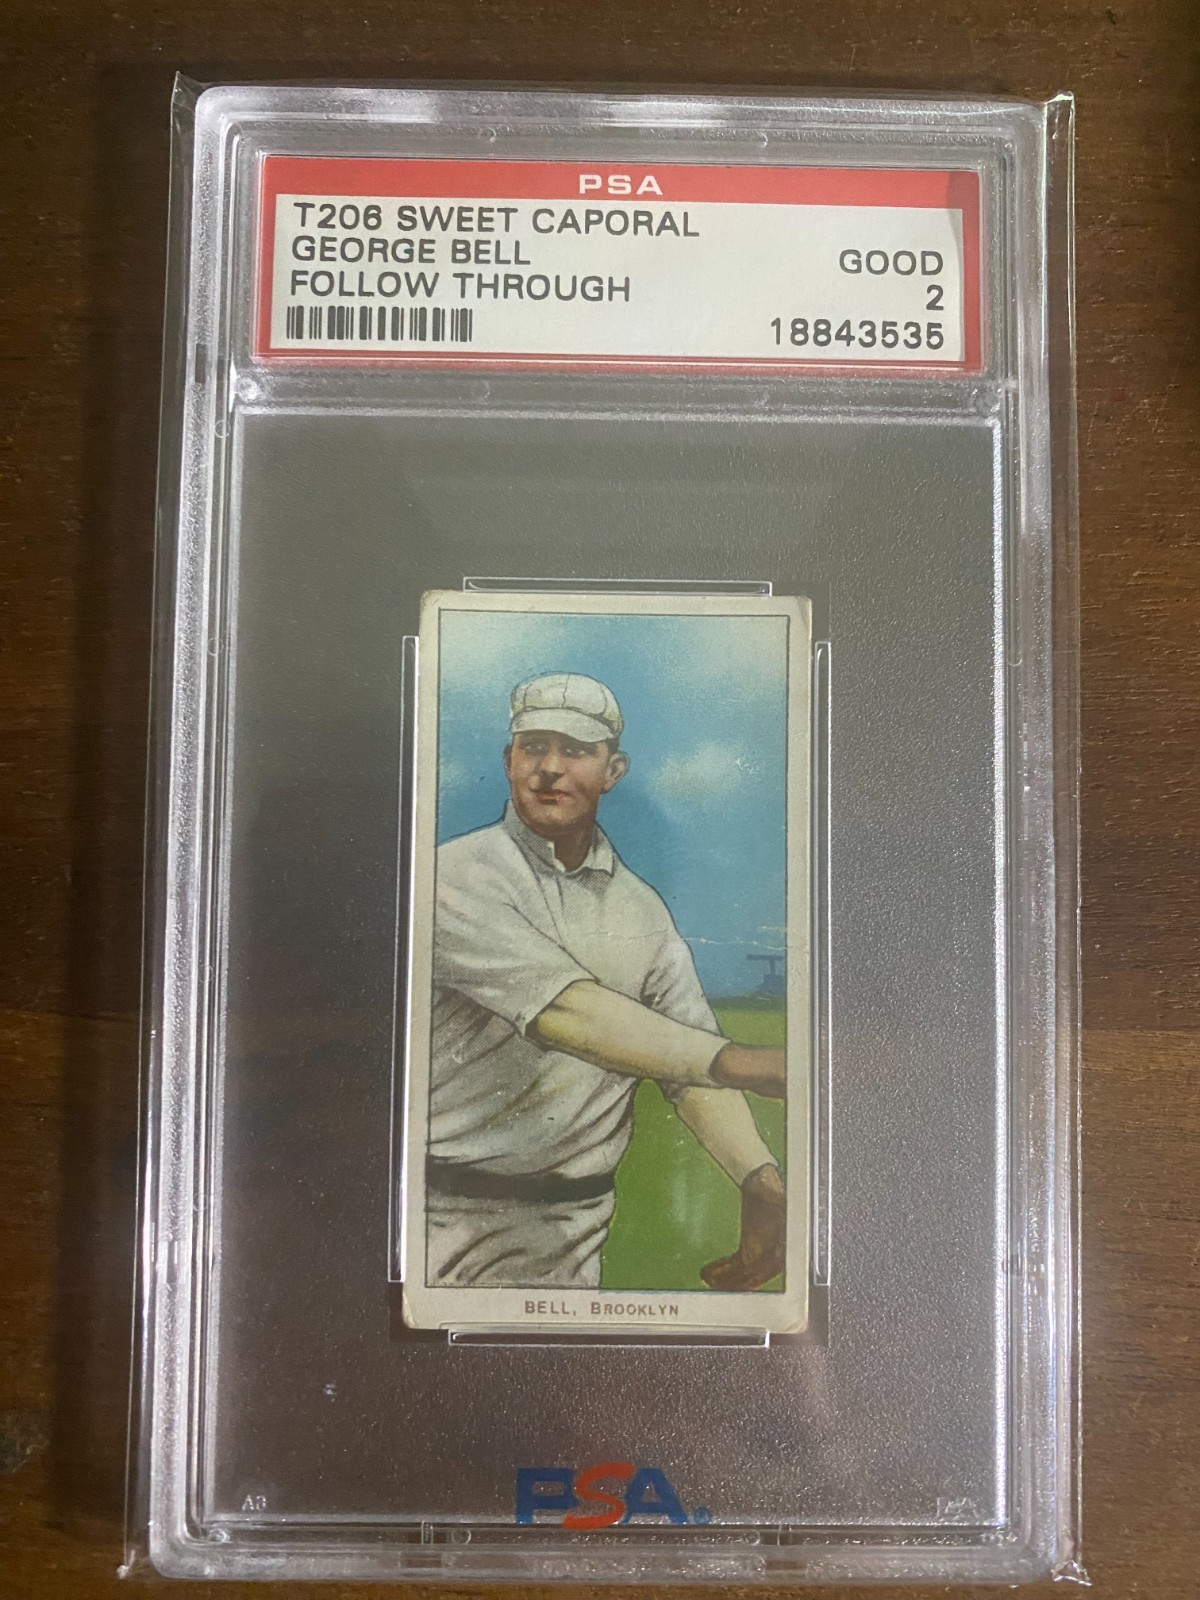 PSA
T206 SWEET CAPORAL
GEORGE BELL
FOLLOW THROUGH
GOOD
2
18843535
BELL, BROOKLYN
PSA®